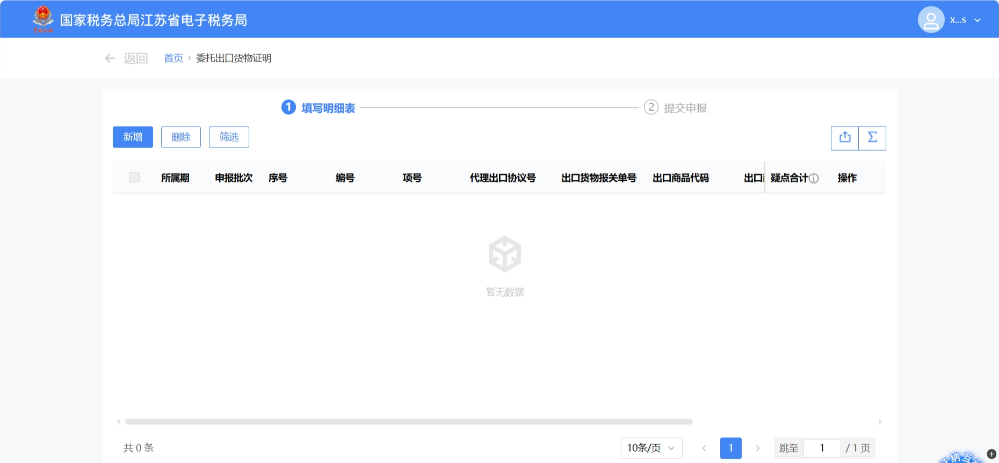 国家税务总局江苏省电子税务局
x...s
返回 首页 > 委托出口货物证明
1 填写明细表 2 提交申报
新增 删除 筛选 Σ
所属期 申报批次 序号 编号 项号 代理出口协议号 出口货物报关单号 出口商品代码 出口 疑点合计 操作
暂无数据
共 0 条 10条/页 < 1 > 跳至 1 / 1 页
纳 互